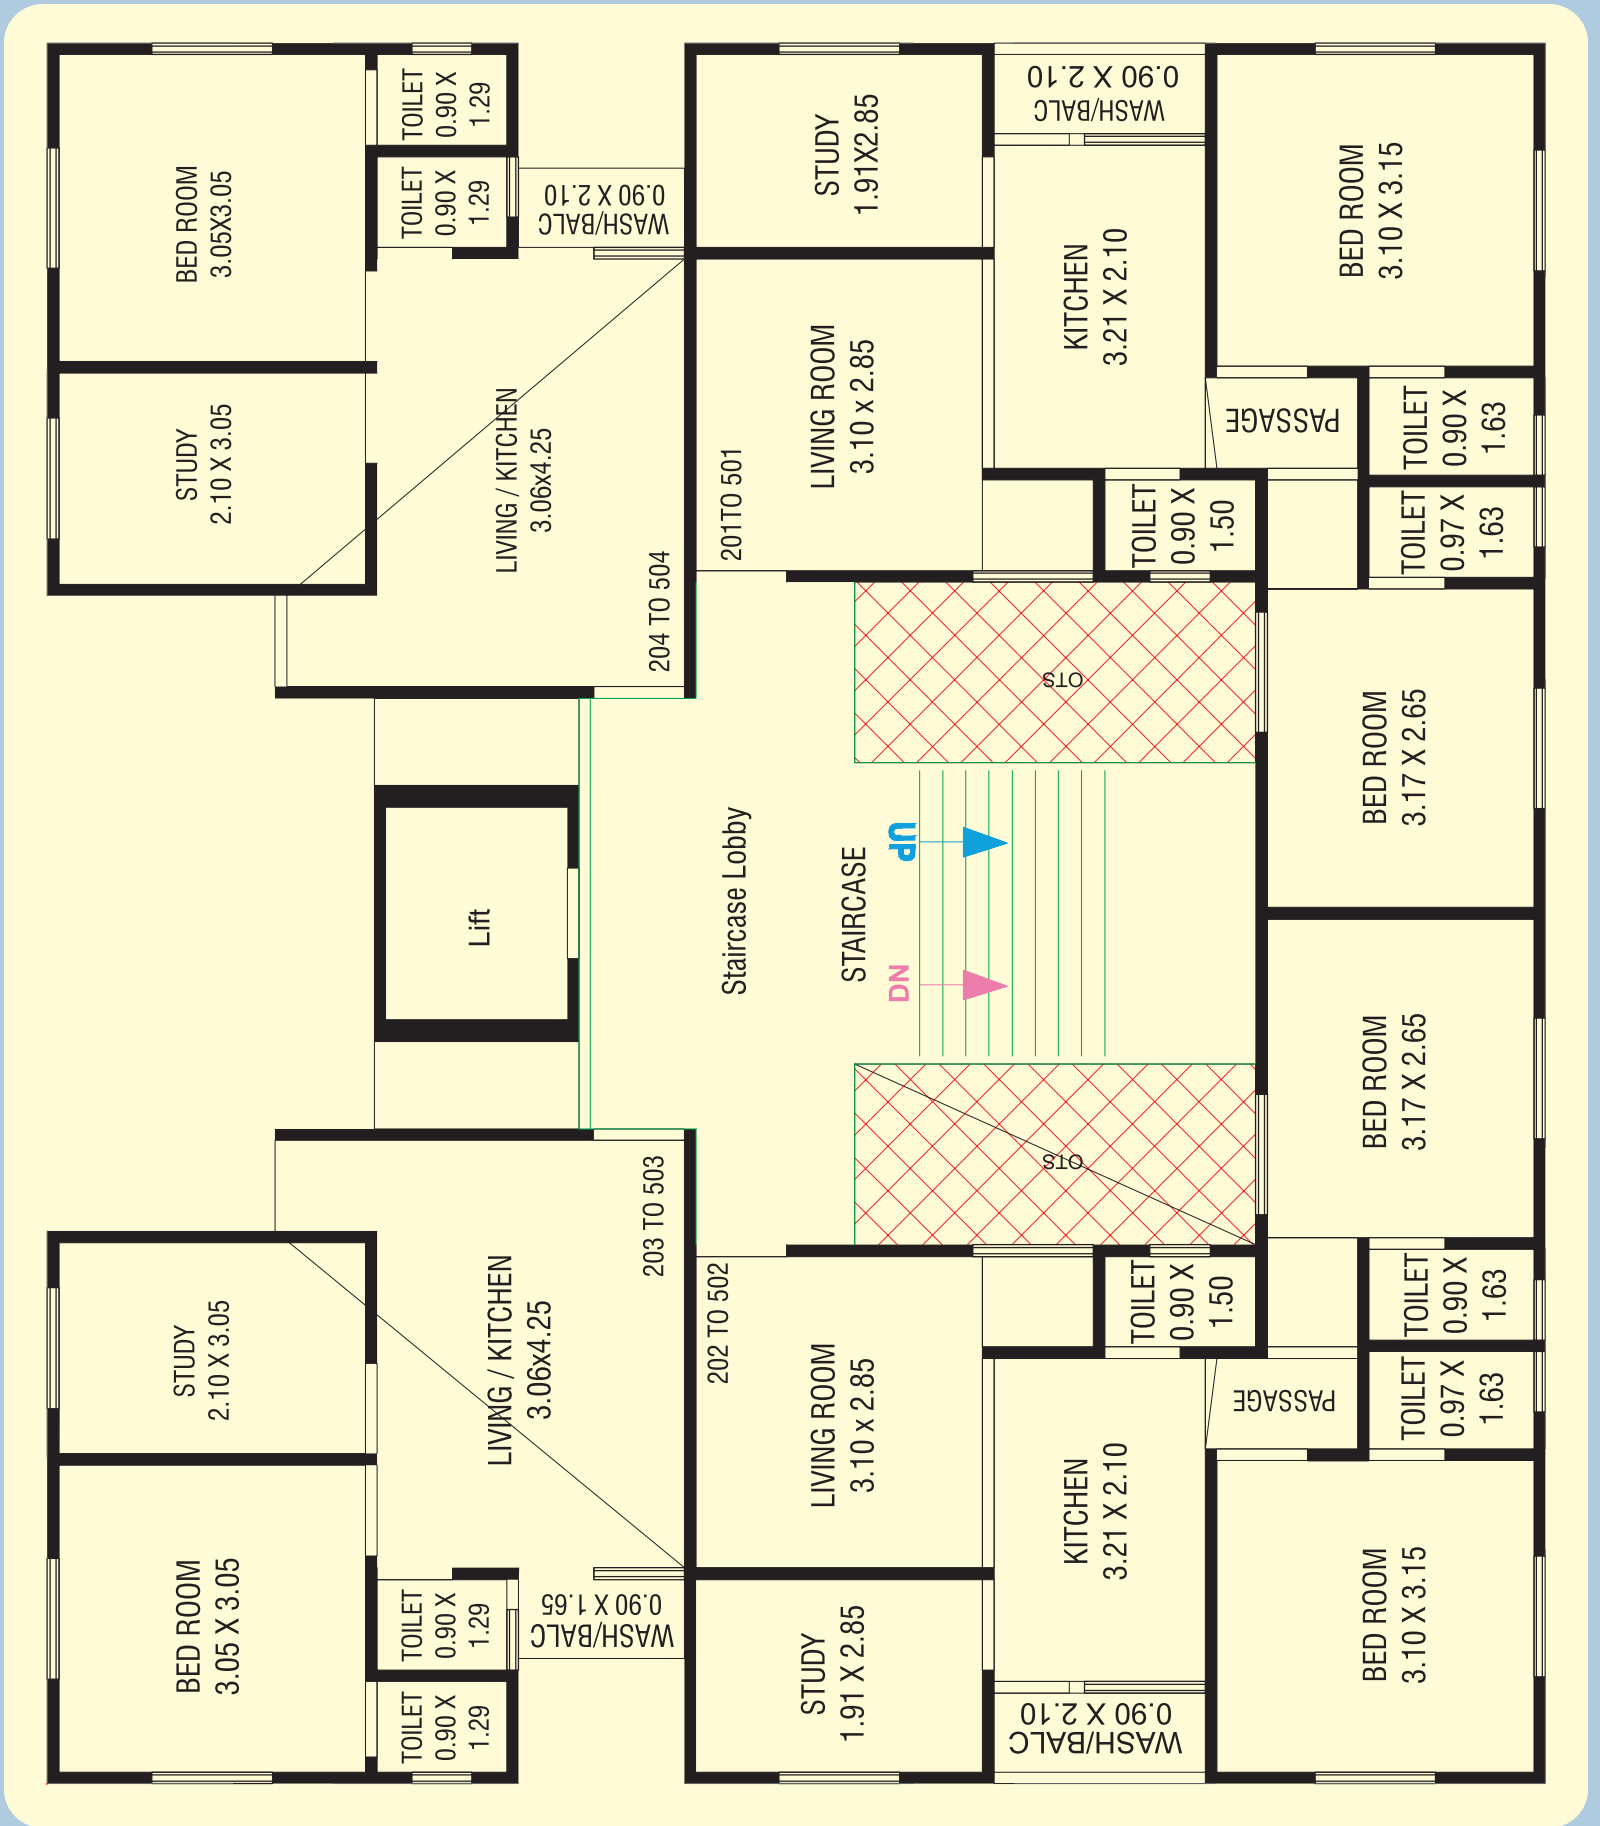 BED ROOM
3.05X3.05
TOILET
0.90 X
1.29
TOILET
0.90 X
1.29
WASH/BALC
0.90 X 2.10
STUDY
2.10 X 3.05
LIVING / KITCHEN
3.06x4.25
204 TO 504
STUDY
1.91X2.85
WASH/BALC
0.90 X 2.10
BED ROOM
3.10 X 3.15
KITCHEN
3.21 X 2.10
LIVING ROOM
3.10 x 2.85
201TO 501
PASSAGE
TOILET
0.90 X
1.63
TOILET
0.90 X
1.50
TOILET
0.97 X
1.63
OTS
BED ROOM
3.17 X 2.65
Lift
Staircase Lobby
STAIRCASE
UP
DN
BED ROOM
3.17 X 2.65
OTS
203 TO 503
STUDY
2.10 X 3.05
LIVING / KITCHEN
3.06x4.25
202 TO 502
LIVING ROOM
3.10 x 2.85
TOILET
0.90 X
1.50
TOILET
0.90 X
1.63
PASSAGE
TOILET
0.97 X
1.63
KITCHEN
3.21 X 2.10
BED ROOM
3.05 X 3.05
TOILET
0.90 X
1.29
WASH/BALC
0.90 X 1.65
TOILET
0.90 X
1.29
STUDY
1.91 X 2.85
WASH/BALC
0.90 X 2.10
BED ROOM
3.10 X 3.15